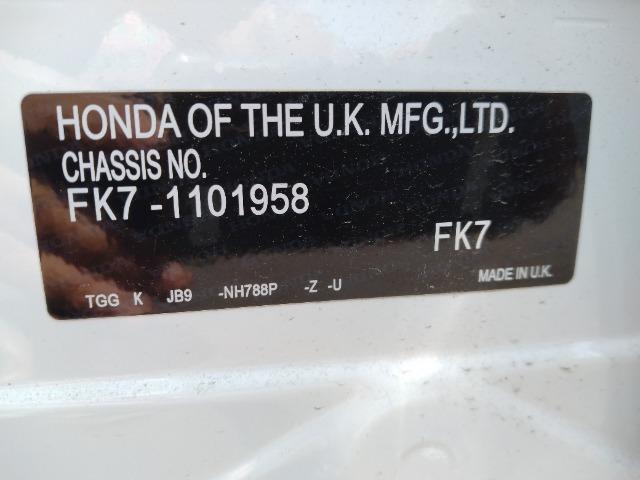 HONDA OF THE U.K. MFG.,LTD.
CHASSIS NO.
FK7 -1101958
FK7
TGG K JB9 -NH788P -Z -U
MADE IN U.K.